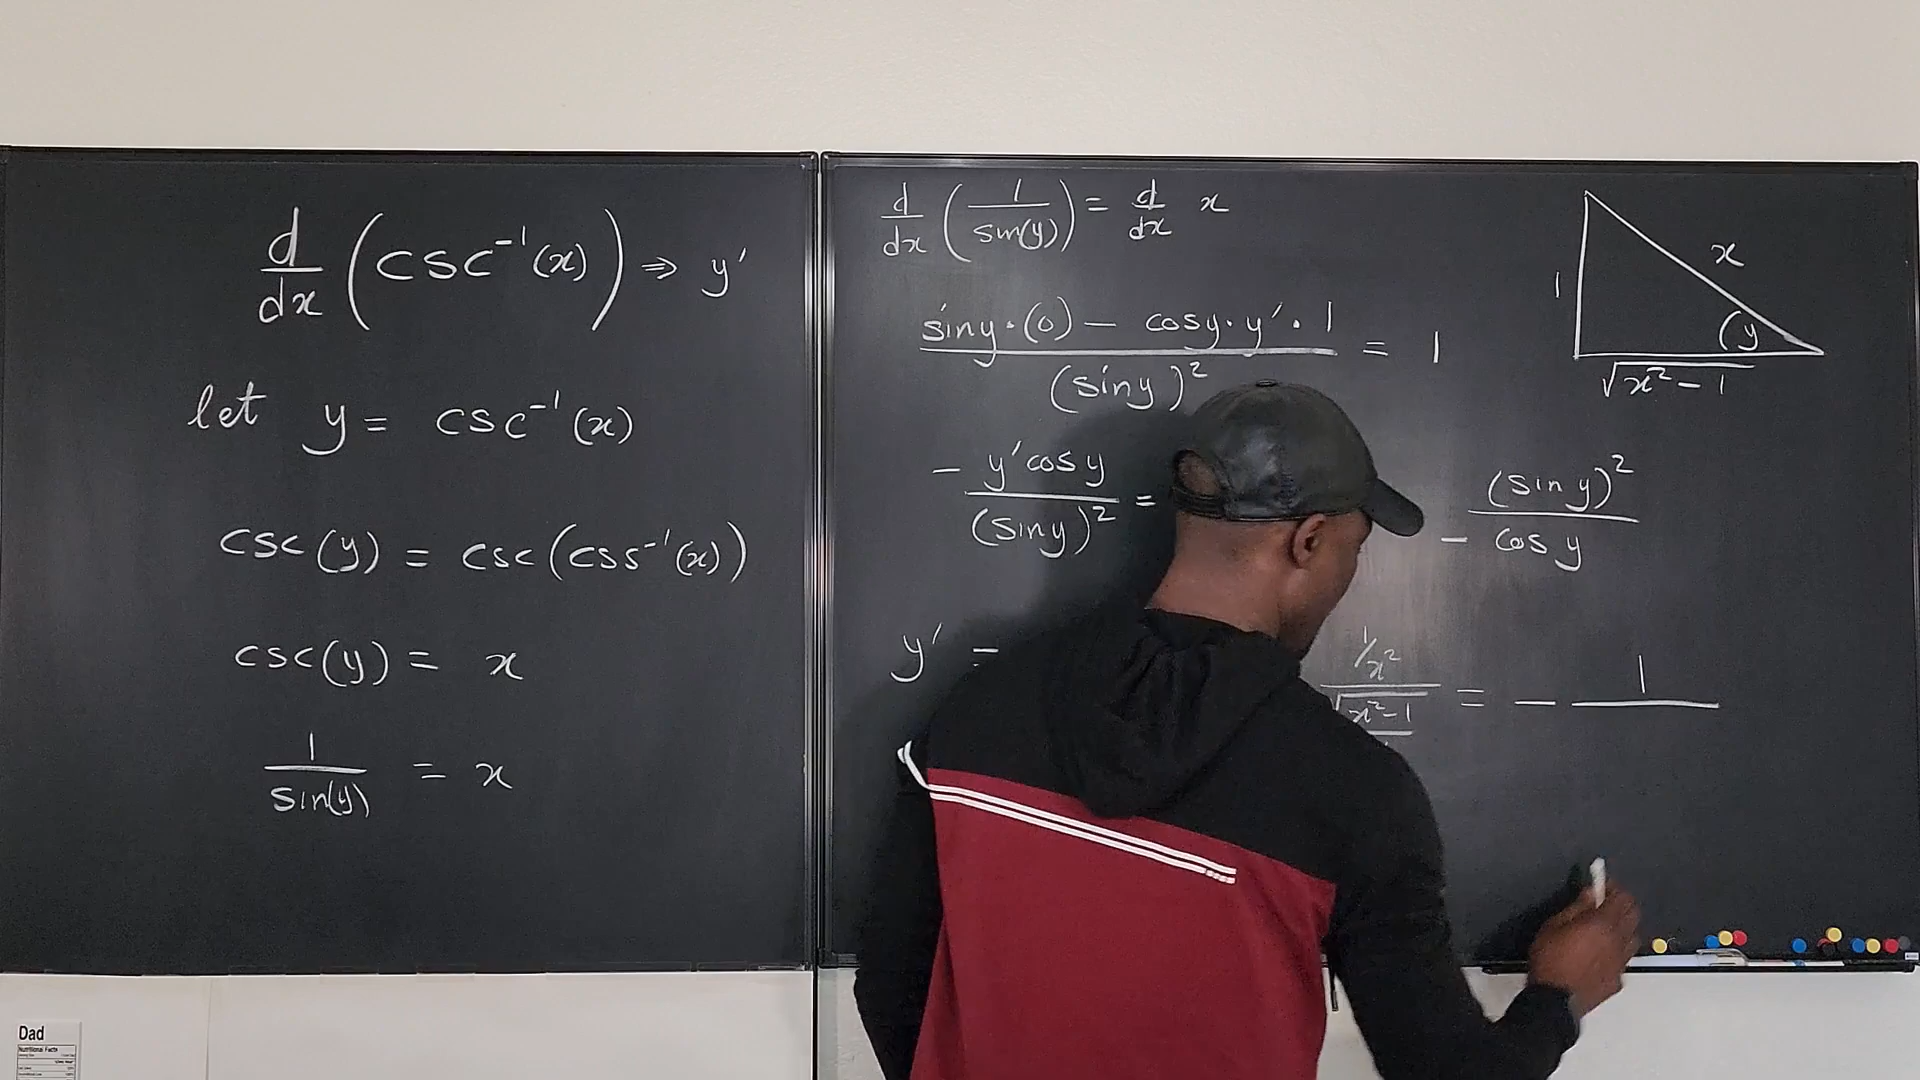 d/dx (csc⁻¹(x)) ⇒ y'
let y = csc⁻¹(x)
csc(y) = csc(css⁻¹(x))
csc(y) = x
1/sin(y) = x
d/dx (1/sin(y)) = d/dx x
(siny·(0) − cosy·y'·1)/(siny)² = 1
− y'cosy/(siny)² =
− (siny)²/cosy
y' =
1/x² / √x²−1 = − 1/
1
x
y
√x²−1
Dad
Nutritional Facts